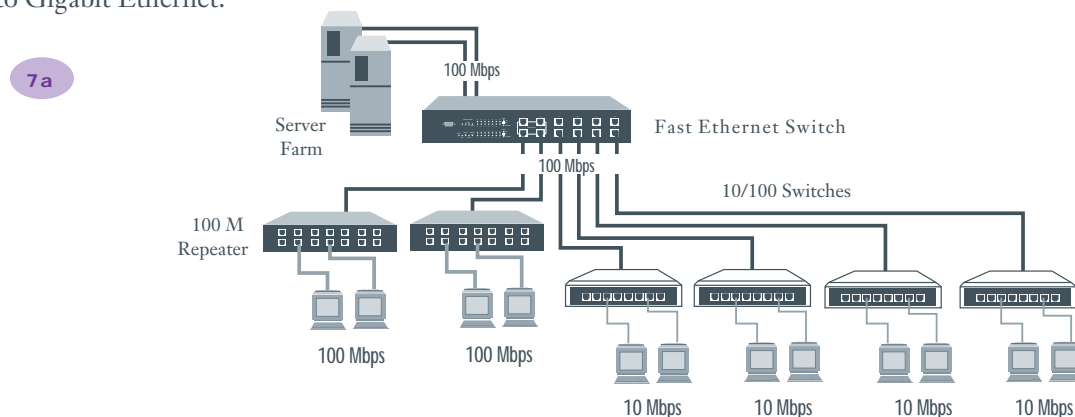 to Gigabit Ethernet.
7a
100 Mbps
Server
Farm
Fast Ethernet Switch
100 Mbps
10/100 Switches
100 M
Repeater
100 Mbps
100 Mbps
10 Mbps
10 Mbps
10 Mbps
10 Mbps